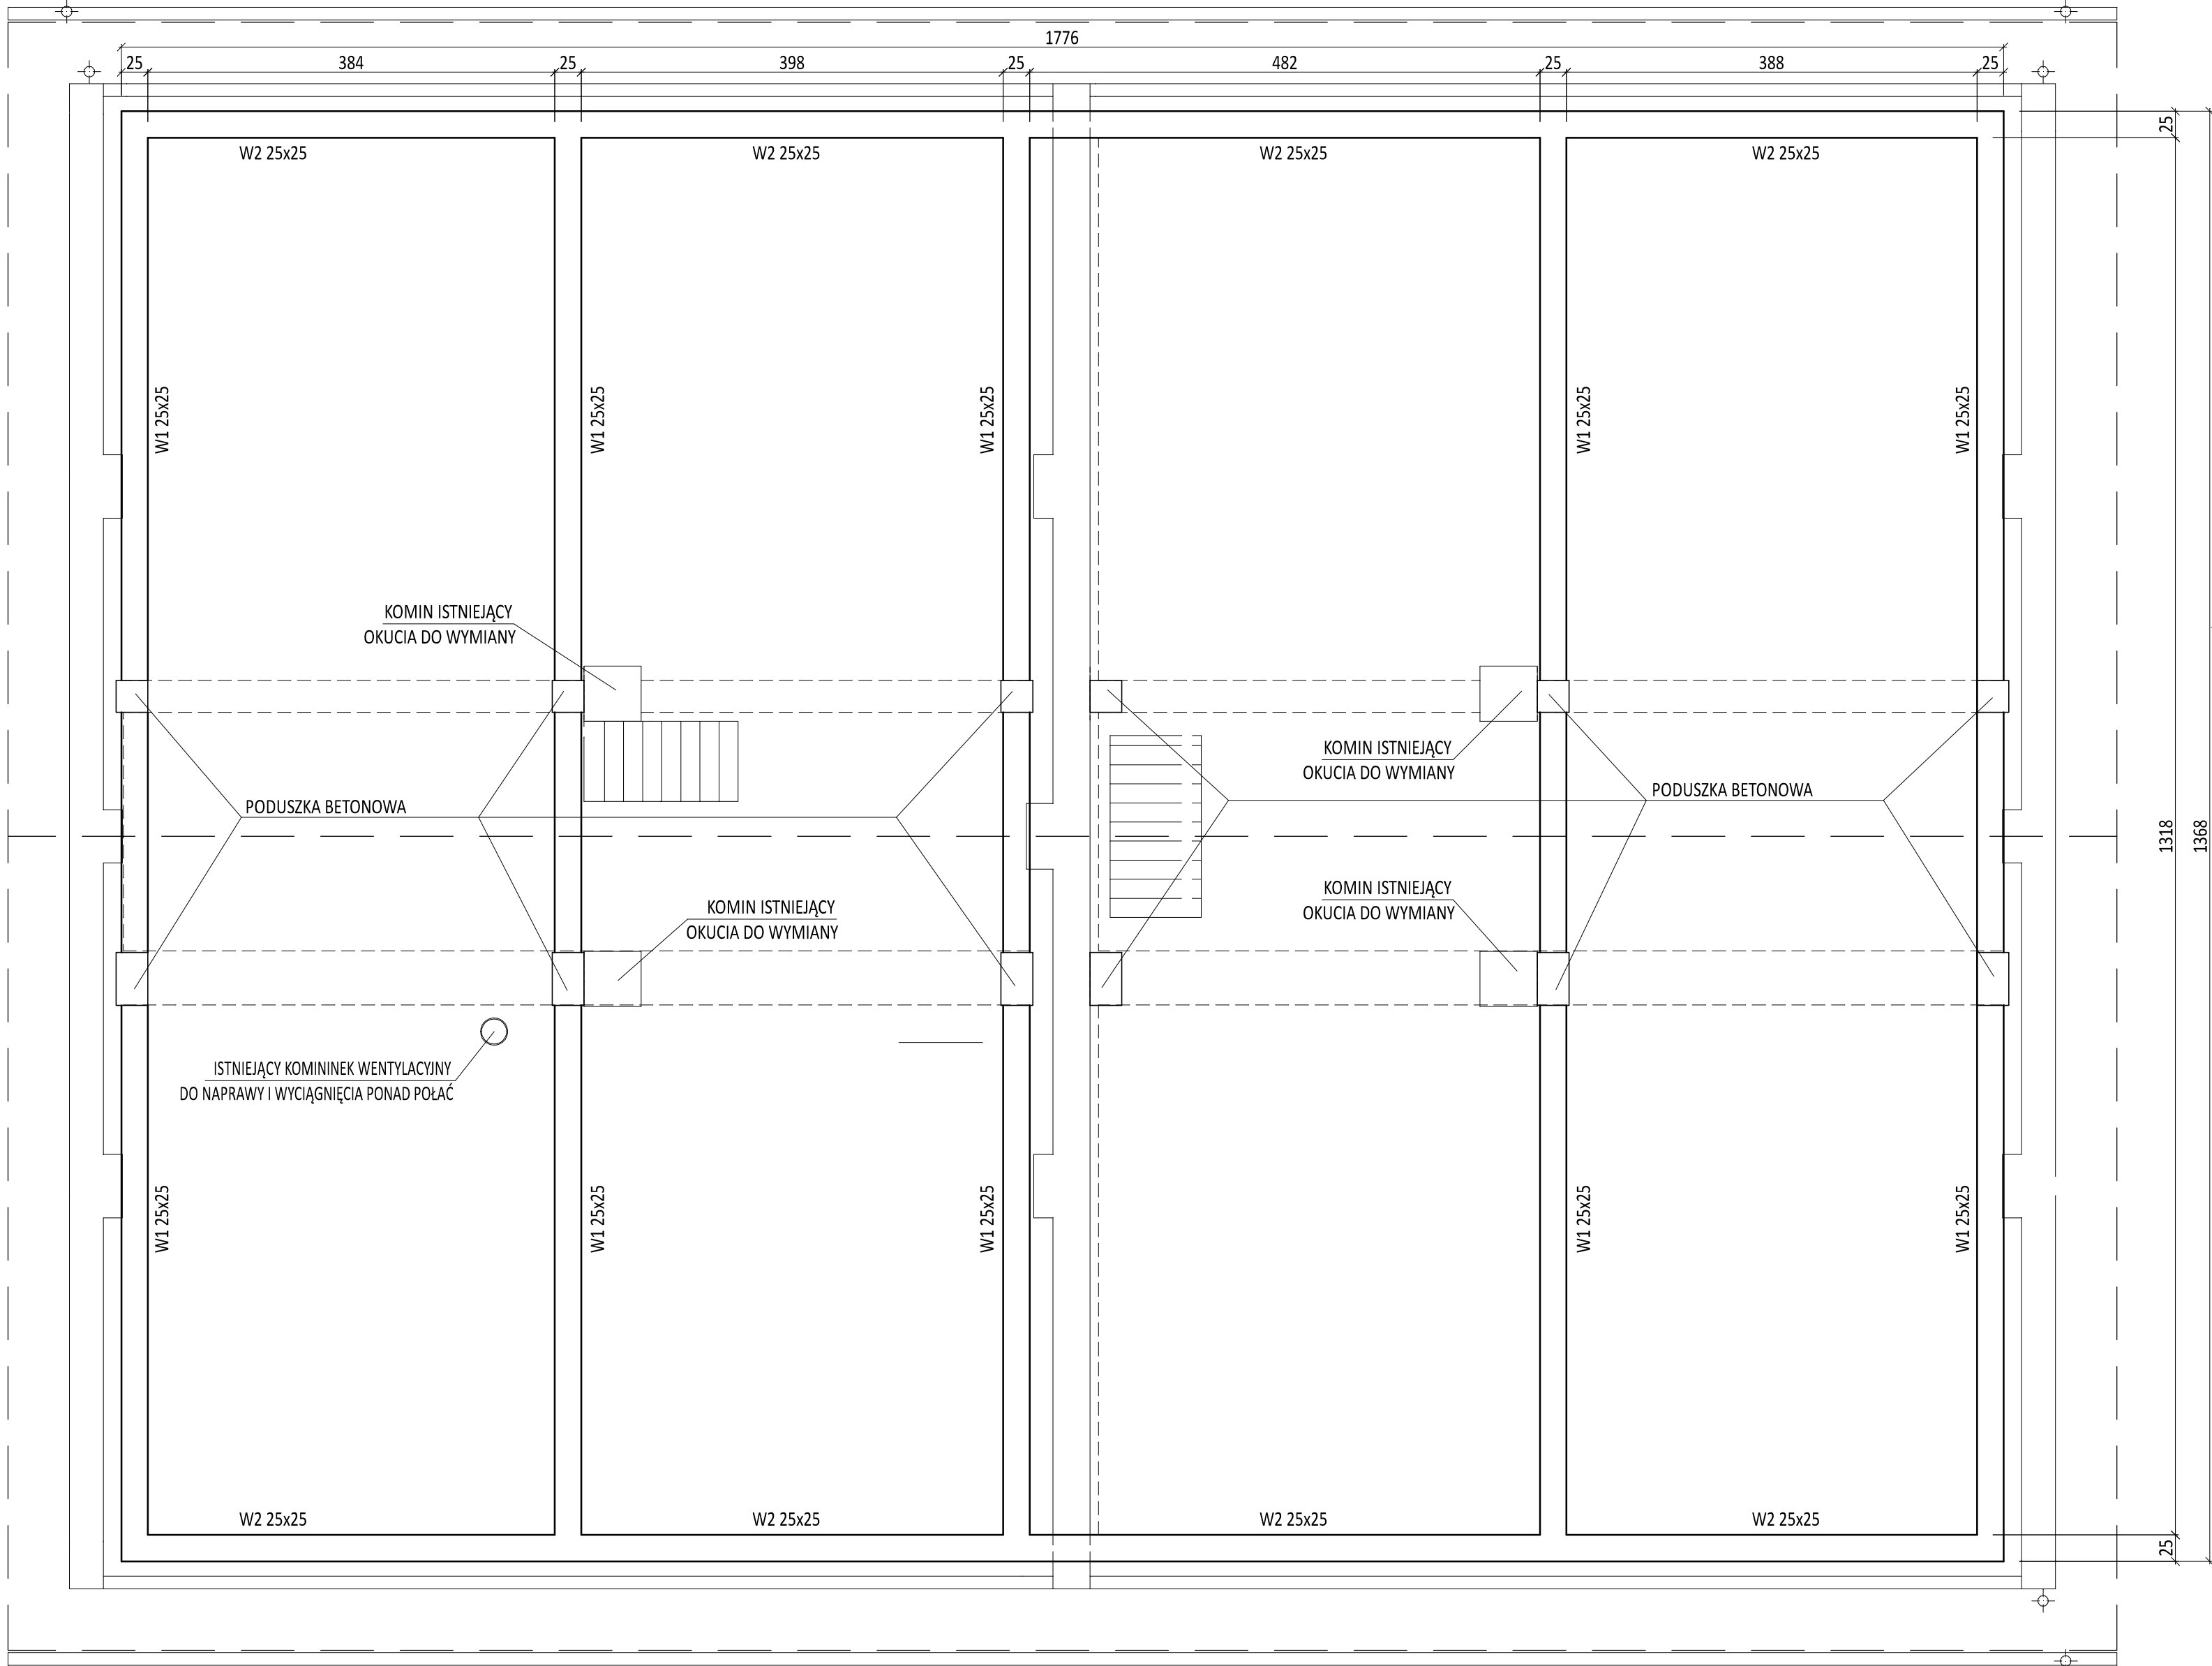 1776
25 384 25 398 25 482 25 388 25
25
W2 25x25 W2 25x25 W2 25x25 W2 25x25
W1 25x25 W1 25x25 W1 25x25 W1 25x25 W1 25x25
KOMIN ISTNIEJĄCY
OKUCIA DO WYMIANY
KOMIN ISTNIEJĄCY
OKUCIA DO WYMIANY
PODUSZKA BETONOWA
PODUSZKA BETONOWA
1318 1368
KOMIN ISTNIEJĄCY
OKUCIA DO WYMIANY
KOMIN ISTNIEJĄCY
OKUCIA DO WYMIANY
ISTNIEJĄCY KOMININEK WENTYLACYJNY
DO NAPRAWY I WYCIĄGNIĘCIA PONAD POŁAĆ
W1 25x25 W1 25x25 W1 25x25 W1 25x25 W1 25x25
W2 25x25 W2 25x25 W2 25x25 W2 25x25
25